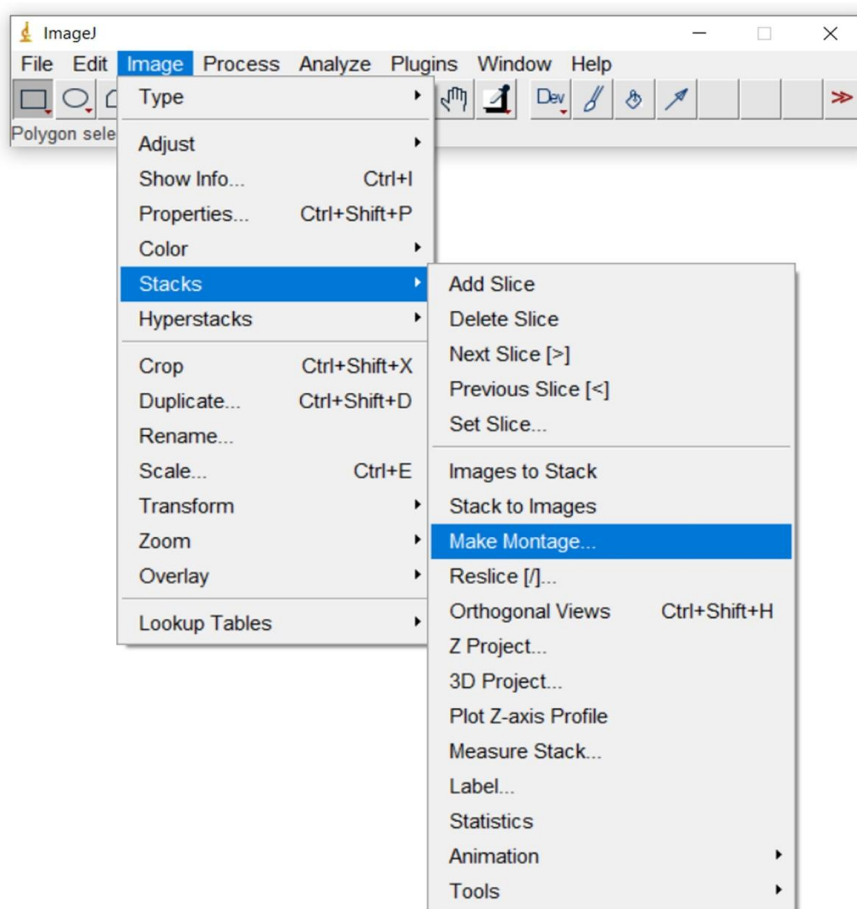 ImageJ
File Edit Image Process Analyze Plugins Window Help
Dev
Polygon sele
Type
Adjust
Show Info... Ctrl+I
Properties... Ctrl+Shift+P
Color
Stacks
Hyperstacks
Crop Ctrl+Shift+X
Duplicate... Ctrl+Shift+D
Rename...
Scale... Ctrl+E
Transform
Zoom
Overlay
Lookup Tables
Add Slice
Delete Slice
Next Slice [>]
Previous Slice [<]
Set Slice...
Images to Stack
Stack to Images
Make Montage...
Reslice [/]...
Orthogonal Views Ctrl+Shift+H
Z Project...
3D Project...
Plot Z-axis Profile
Measure Stack...
Label...
Statistics
Animation
Tools